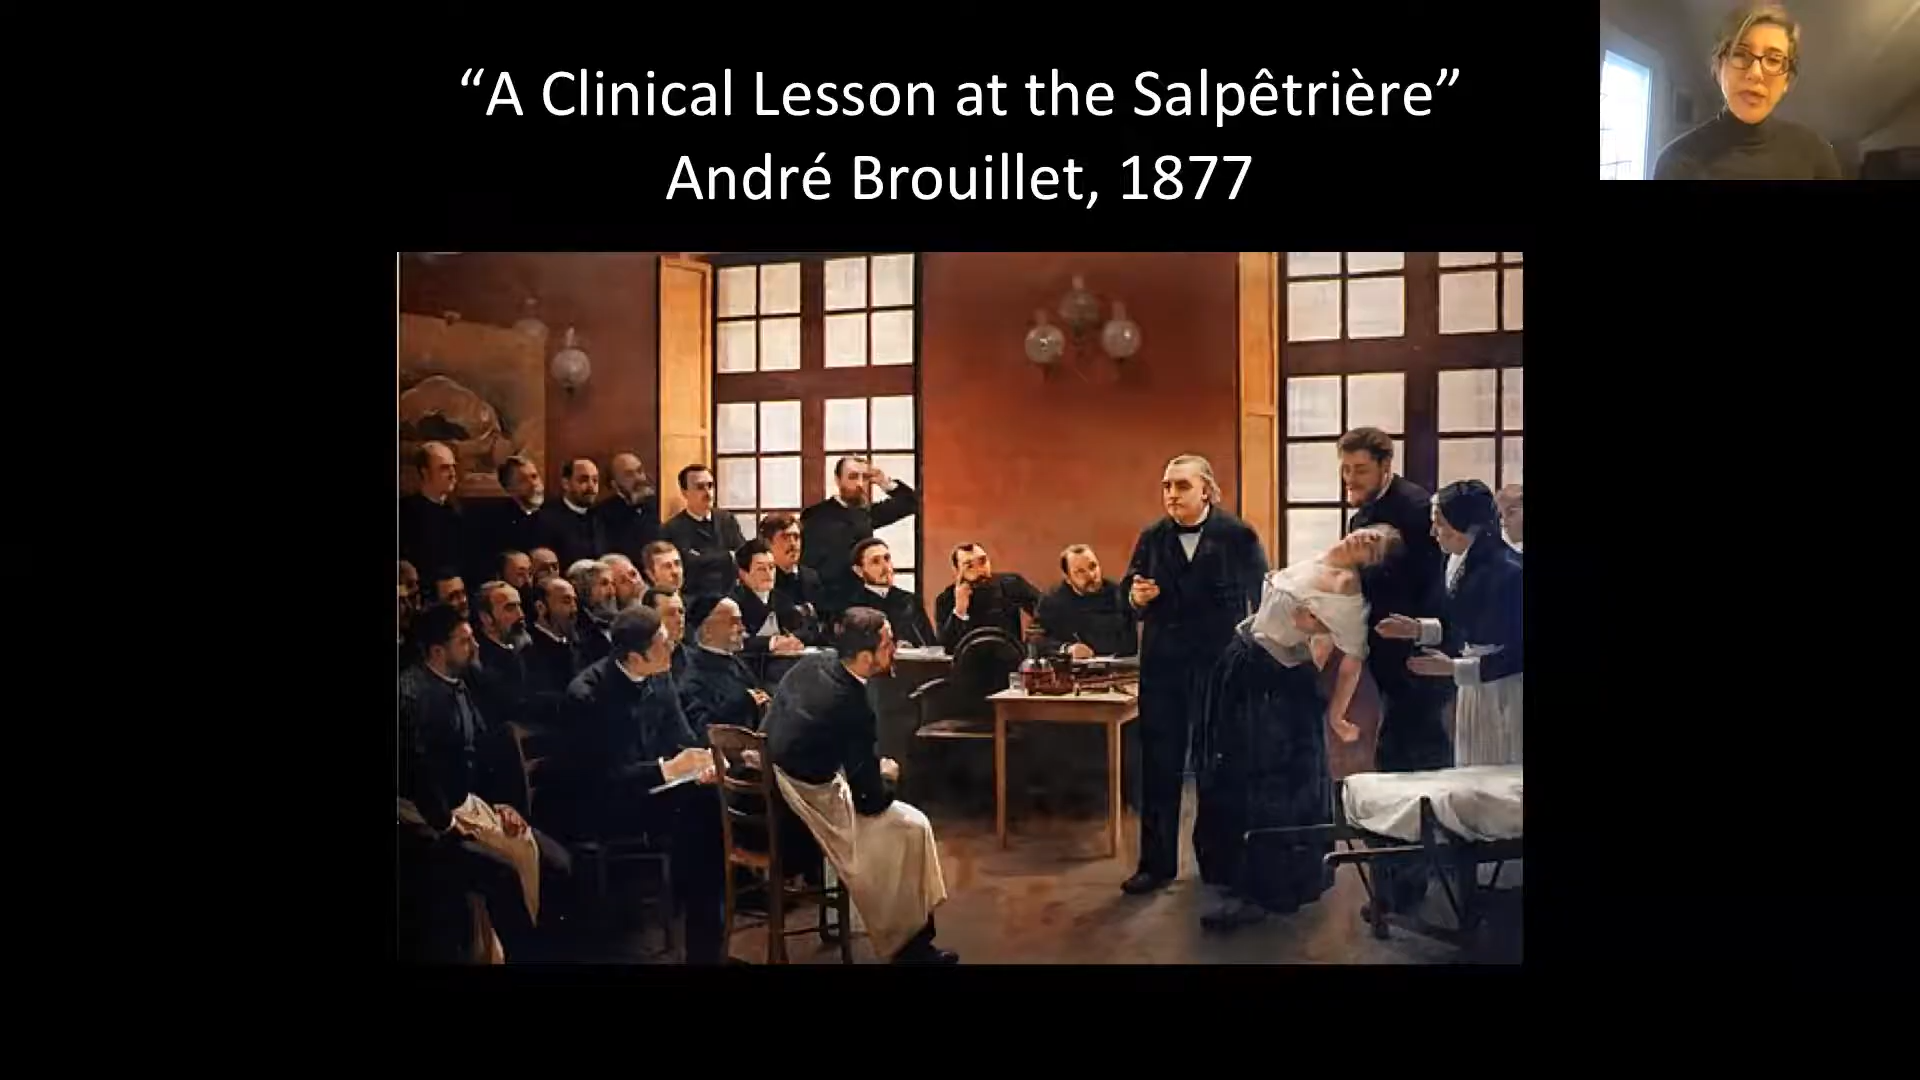 “A Clinical Lesson at the Salpêtrière”
André Brouillet, 1877